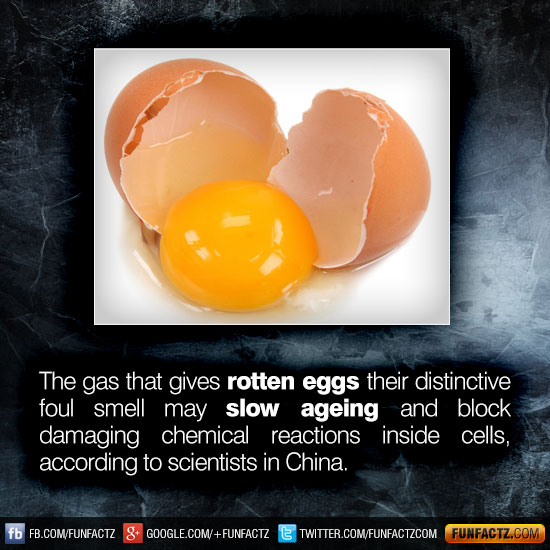 The gas that gives rotten eggs their distinctive
foul smell may slow ageing and block
damaging chemical reactions inside cells,
according to scientists in China.
fb FB.COM/FUNFACTZ g+ GOOGLE.COM/+FUNFACTZ t TWITTER.COM/FUNFACTZCOM FUNFACTZ.COM